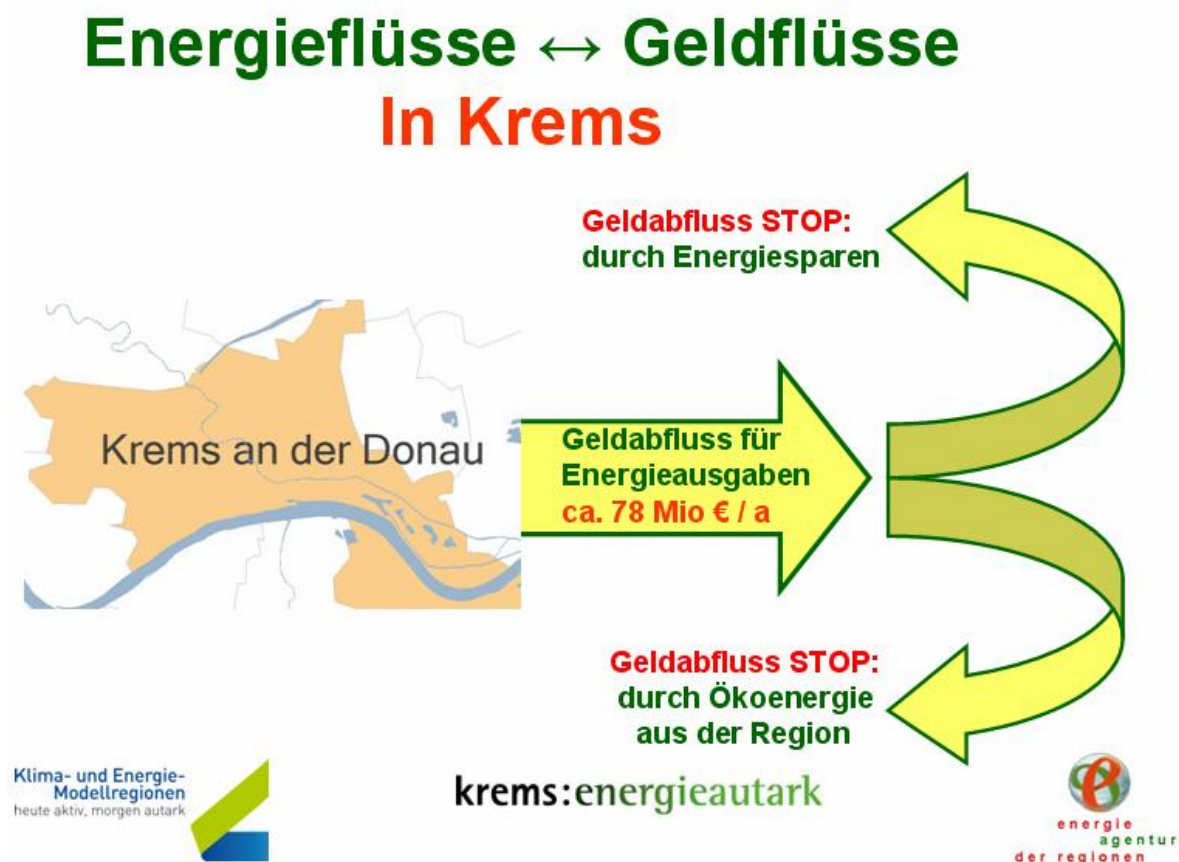 Energieflüsse ↔ Geldflüsse
In Krems
Geldabfluss STOP:
durch Energiesparen
Krems an der Donau
Geldabfluss für
Energieausgaben
ca. 78 Mio € / a
Geldabfluss STOP:
durch Ökoenergie
aus der Region
Klima- und Energie-
Modellregionen
heute aktiv, morgen autark
krems:energieautark
e
energie
agentur
der regionen